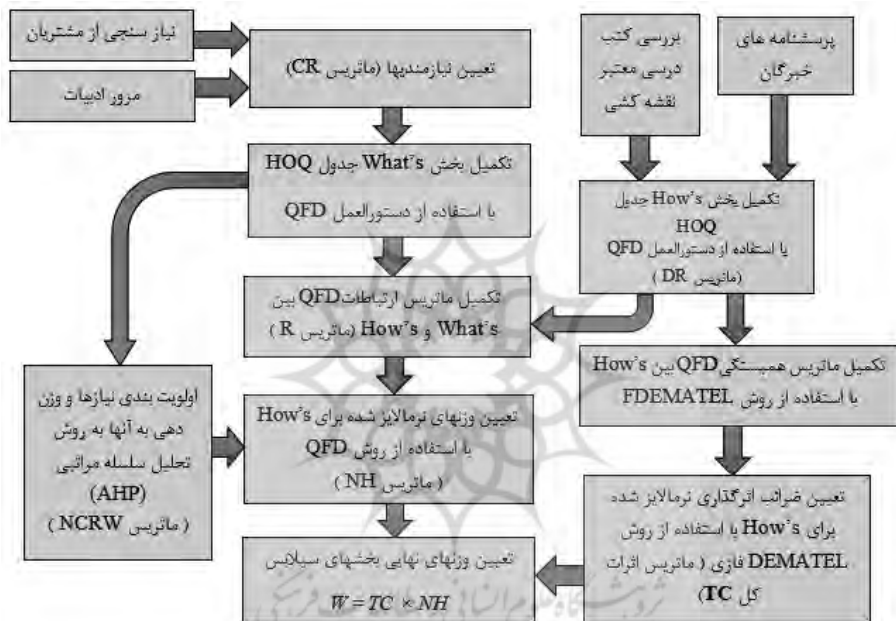 نیاز سنجی از مشتریان
مرور ادبیات
تعیین نیازمندیها (ماتریس CR)
بررسی کتب
درسی معتبر
نقشه کشی
پرسشنامه های
خبرگان
تکمیل بخش What's جدول HOQ
با استفاده از دستورالعمل QFD
تکمیل بخش How's جدول
HOQ
با استفاده از دستورالعمل QFD
(ماتریس DR)
تکمیل ماتریس ارتباطات QFD بین
What's و How's (ماتریس R)
تکمیل ماتریس همبستگی QFD بین How's
با استفاده از روش FDEMATEL
اولویت بندی نیازها و وزن
دهی به آنها به روش
تحلیل سلسله مراتبی
(AHP)
(ماتریس NCRW)
تعیین وزنهای نرمالایز شده برای How's
با استفاده از روش QFD
(ماتریس NH)
تعیین ضرائب اثرگذاری نرمالایز شده
برای How's با استفاده از روش
DEMATEL فازی (ماتریس اثرات
کل TC)
تعیین وزنهای نهایی بخشهای سیلابس
W = TC × NH
پژوهشگاه علوم انسانی و مطالعات فرهنگی